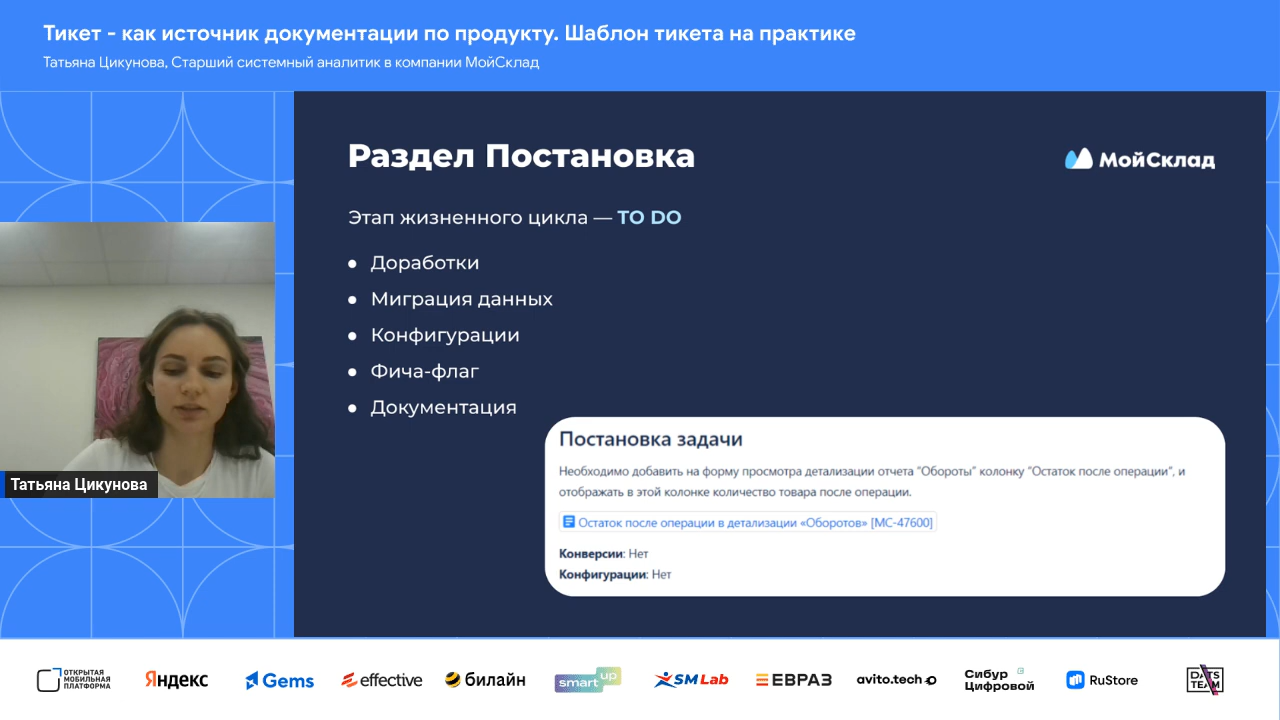 Тикет - как источник документации по продукту. Шаблон тикета на практике
Татьяна Цикунова, Старший системный аналитик в компании МойСклад
Раздел Постановка
МойСклад
Этап жизненного цикла — TO DO
• Доработки
• Миграция данных
• Конфигурации
• Фича-флаг
• Документация
Постановка задачи
Необходимо добавить на форму просмотра детализации отчета "Обороты" колонку "Остаток после операции", и
отображать в этой колонке количество товара после операции.
Остаток после операции в детализации «Оборотов» [MC-47600]
Конверсии: Нет
Конфигурации: Нет
Татьяна Цикунова
ОТКРЫТАЯ
МОБИЛЬНАЯ
ПЛАТФОРМА
Яндекс
Gems
effective
билайн
smart up
SM Lab
ЕВРАЗ
avito.tech
Сибур
Цифровой
RuStore
DATS
TEAM